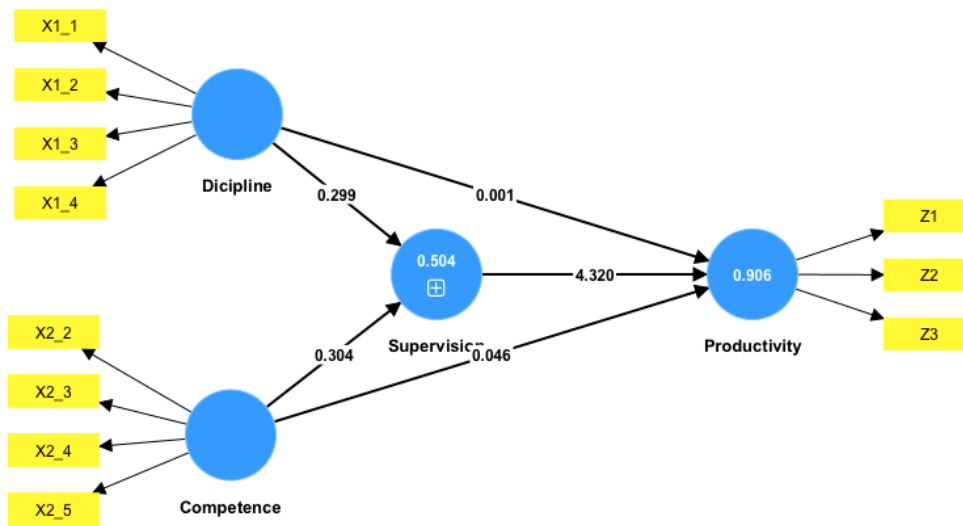 X1_1
X1_2
X1_3
X1_4
Dicipline
0.299
0.001
0.504
Supervision
4.320
0.906
Productivity
Z1
Z2
Z3
0.304
0.046
X2_2
X2_3
X2_4
X2_5
Competence